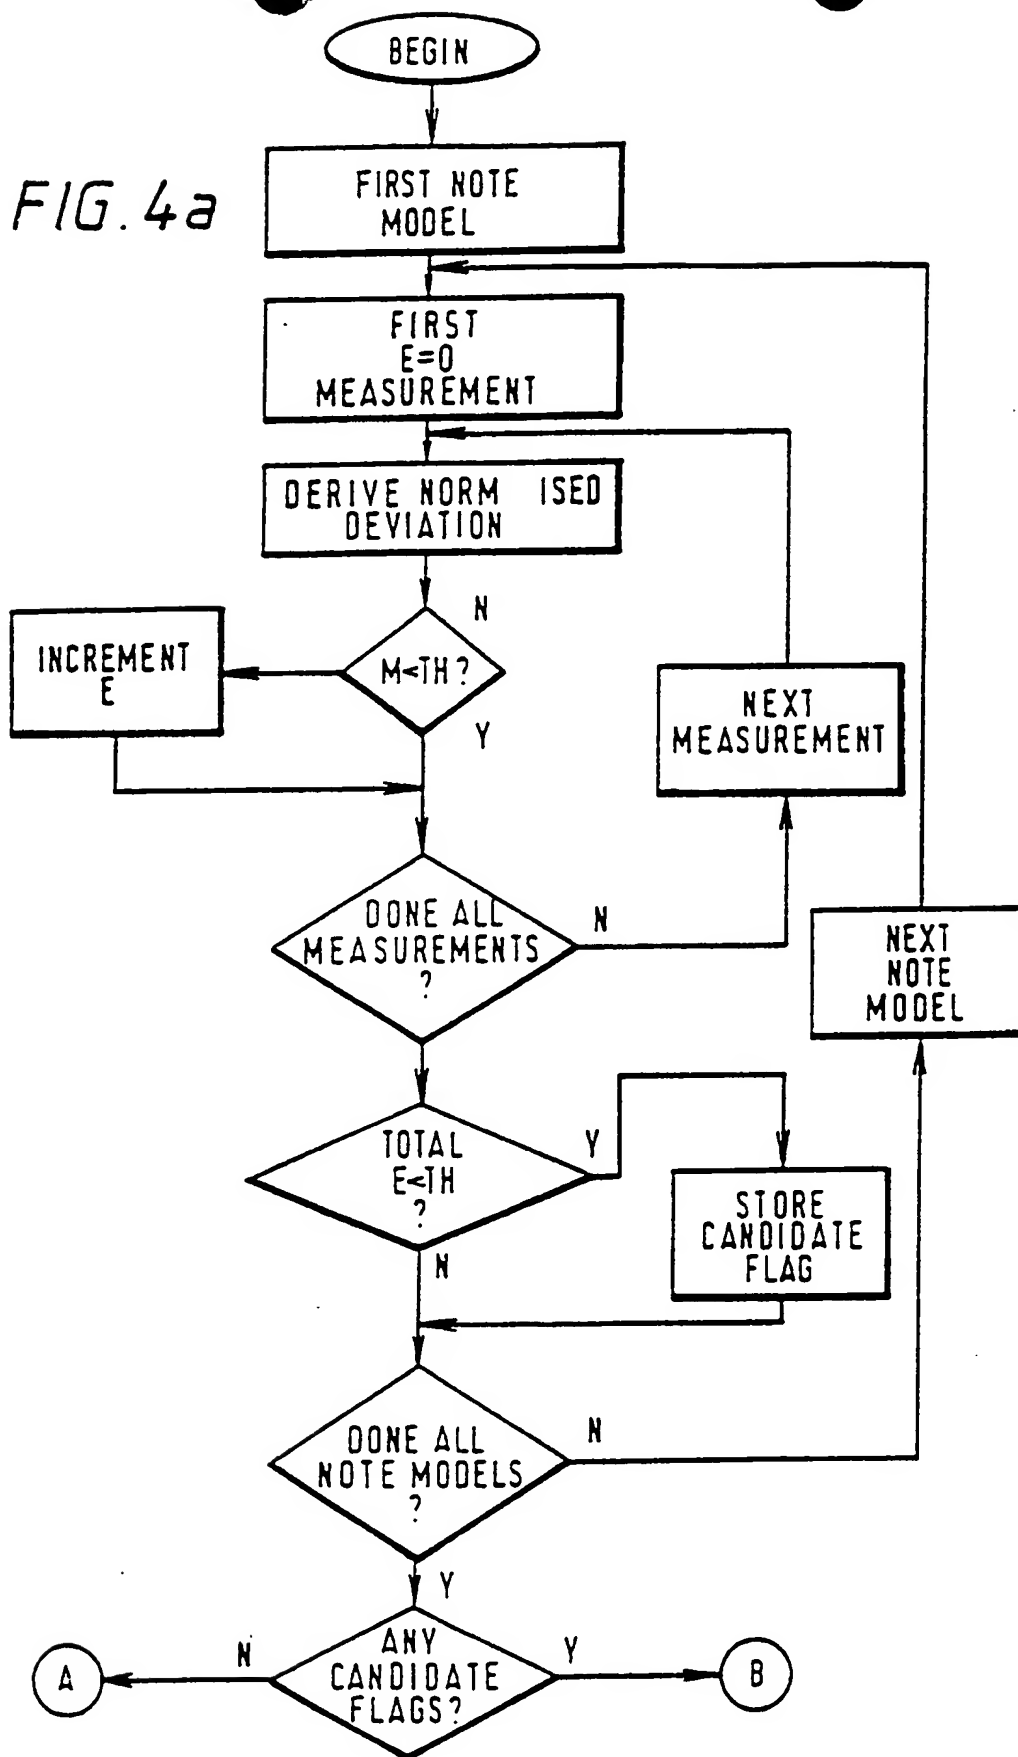 BEGIN
FIG. 4a
FIRST NOTE
MODEL
FIRST
E=0
MEASUREMENT
DERIVE NORM ISED
DEVIATION
N
M<TH?
Y
INCREMENT
E
NEXT
MEASUREMENT
DONE ALL
MEASUREMENTS
?
N
NEXT
NOTE
MODEL
TOTAL
E<TH
?
Y
N
STORE
CANDIDATE
FLAG
DONE ALL
NOTE MODELS
?
N
Y
ANY
CANDIDATE
FLAGS?
N
Y
A
B